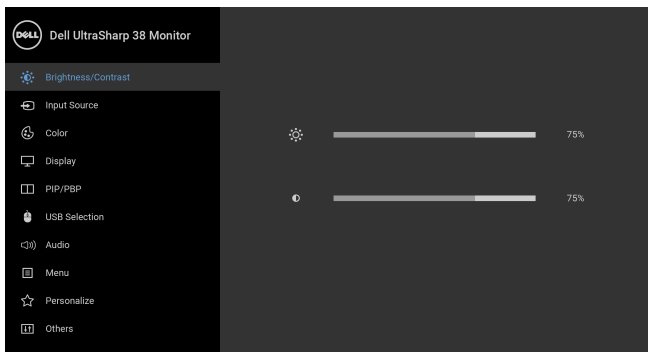 DELL
Dell UltraSharp 38 Monitor
Brightness/Contrast
Input Source
Color
Display
PIP/PBP
USB Selection
Audio
Menu
Personalize
Others
75%
75%